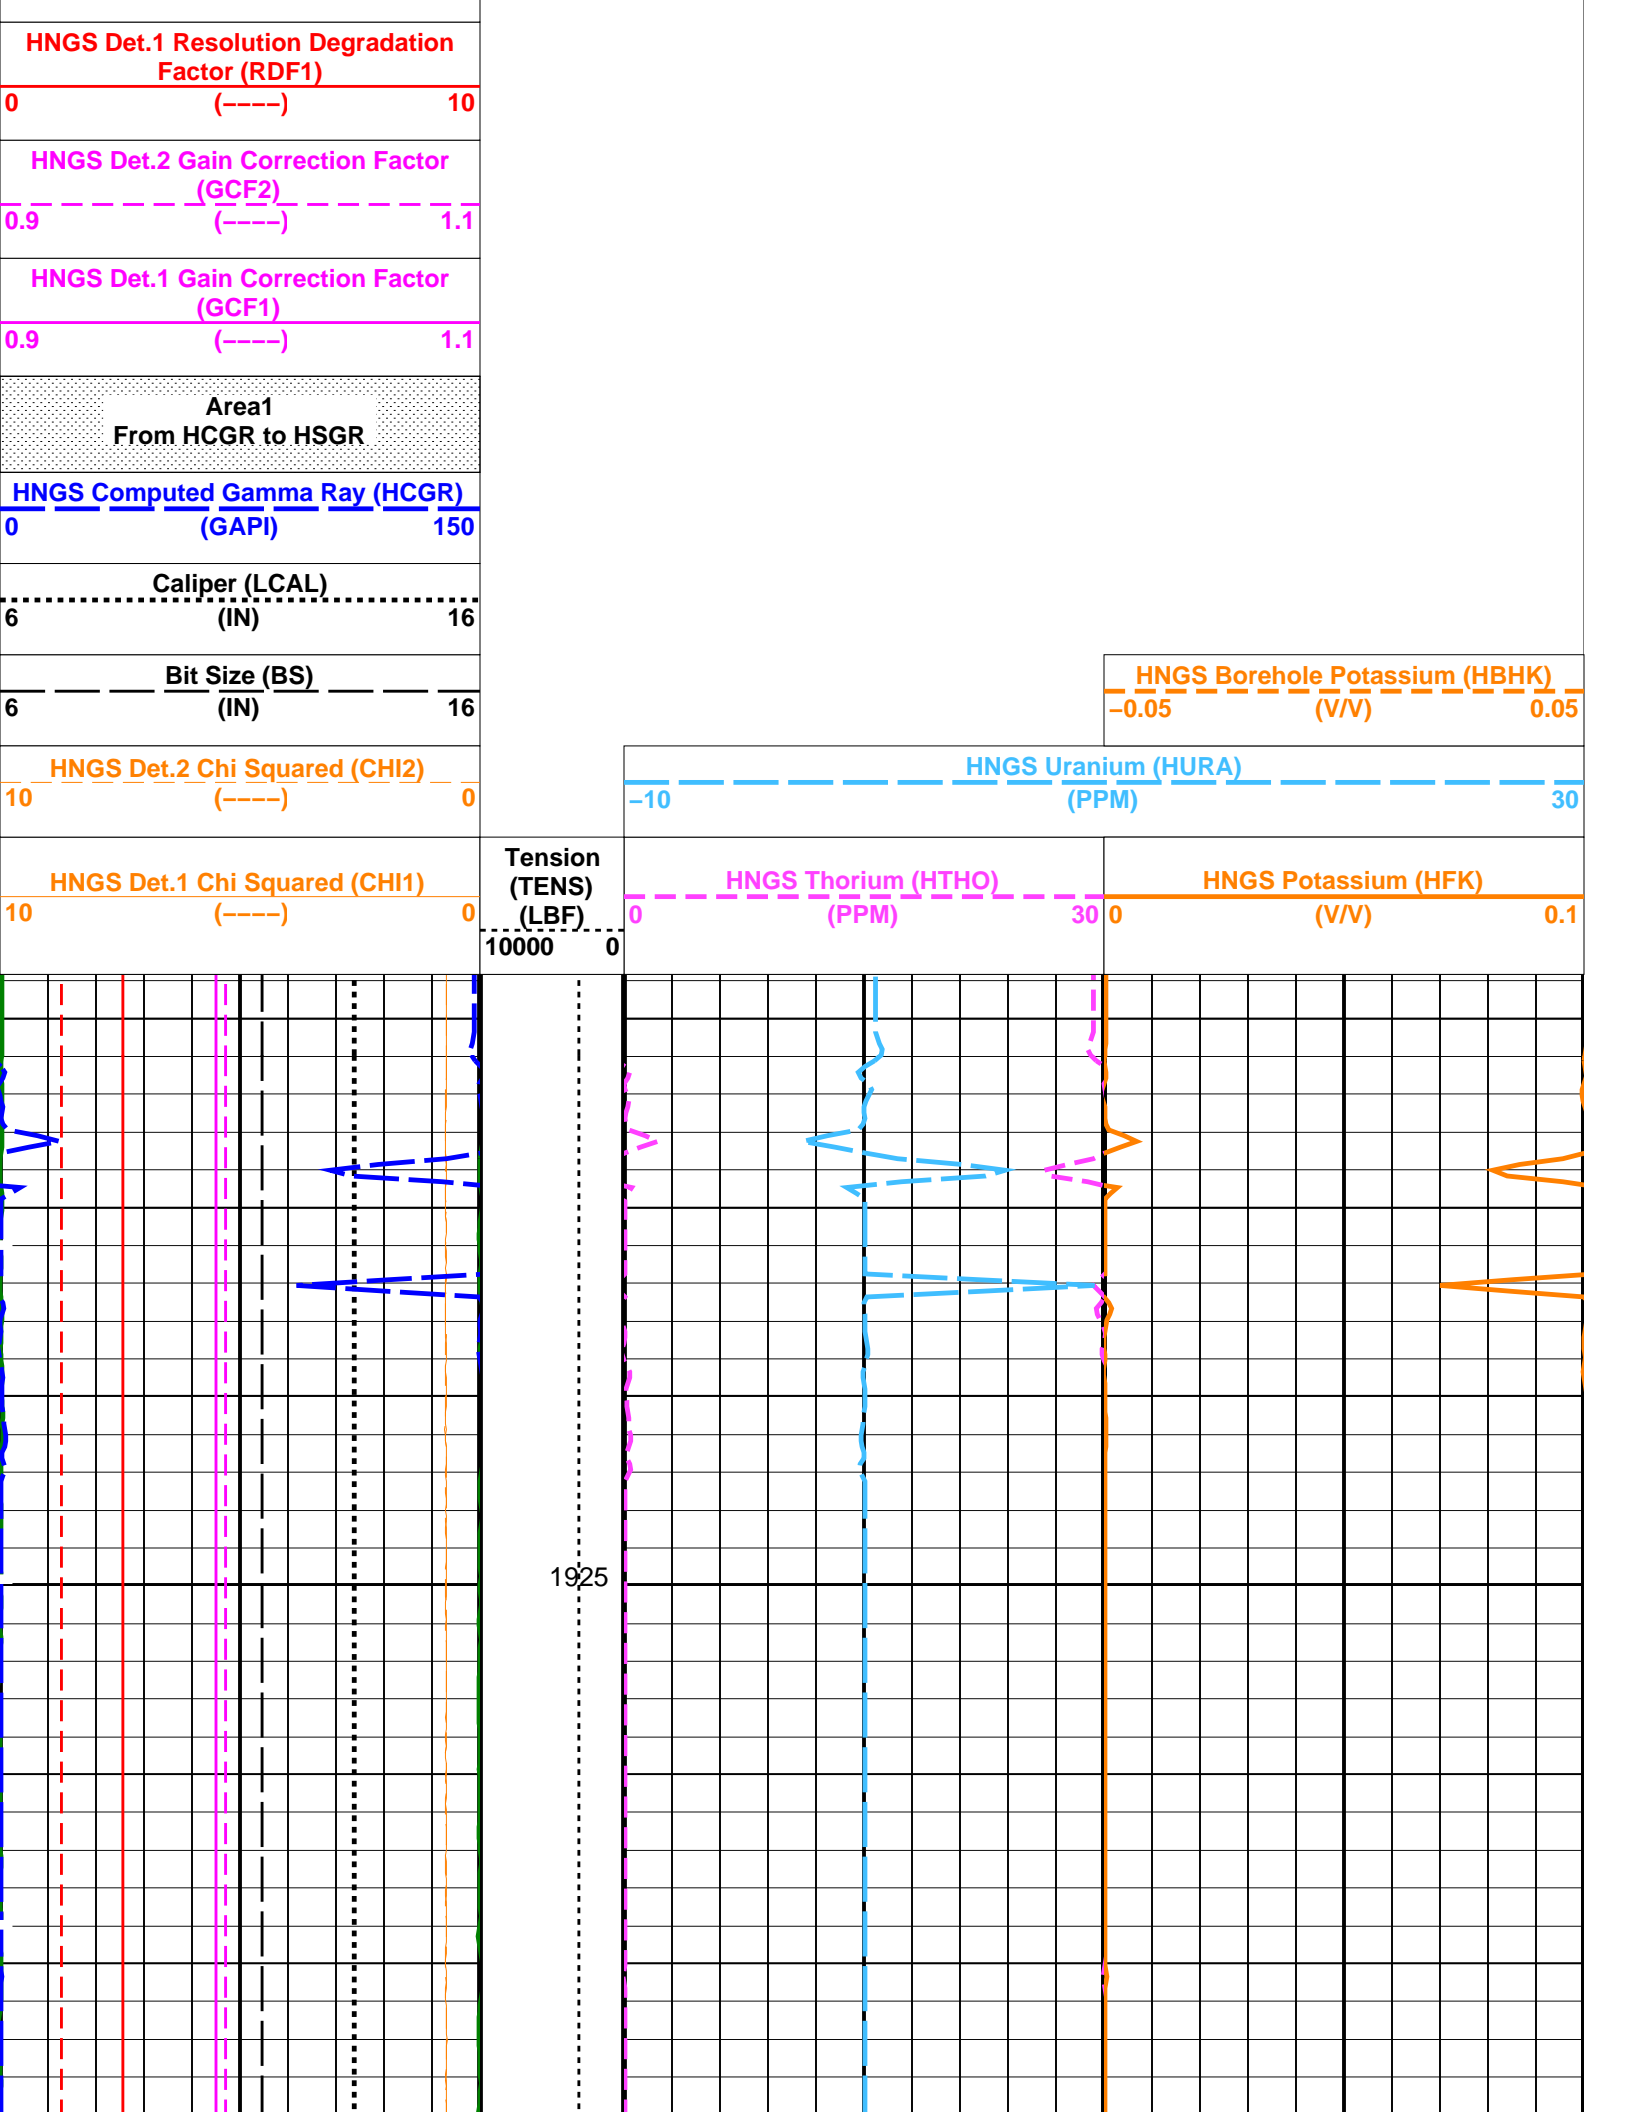 HNGS Det.1 Resolution Degradation
Factor (RDF1)
0 (----) 10
HNGS Det.2 Gain Correction Factor
(GCF2)
0.9 (----) 1.1
HNGS Det.1 Gain Correction Factor
(GCF1)
0.9 (----) 1.1
Area1
From HCGR to HSGR
HNGS Computed Gamma Ray (HCGR)
0 (GAPI) 150
Caliper (LCAL)
6 (IN) 16
Bit Size (BS)
6 (IN) 16
HNGS Borehole Potassium (HBHK)
−0.05 (V/V) 0.05
HNGS Det.2 Chi Squared (CHI2)
10 (----) 0
HNGS Uranium (HURA)
−10 (PPM) 30
HNGS Det.1 Chi Squared (CHI1)
10 (----) 0
Tension
(TENS)
(LBF)
10000 0
HNGS Thorium (HTHO)
0 (PPM) 30
HNGS Potassium (HFK)
0 (V/V) 0.1
1925